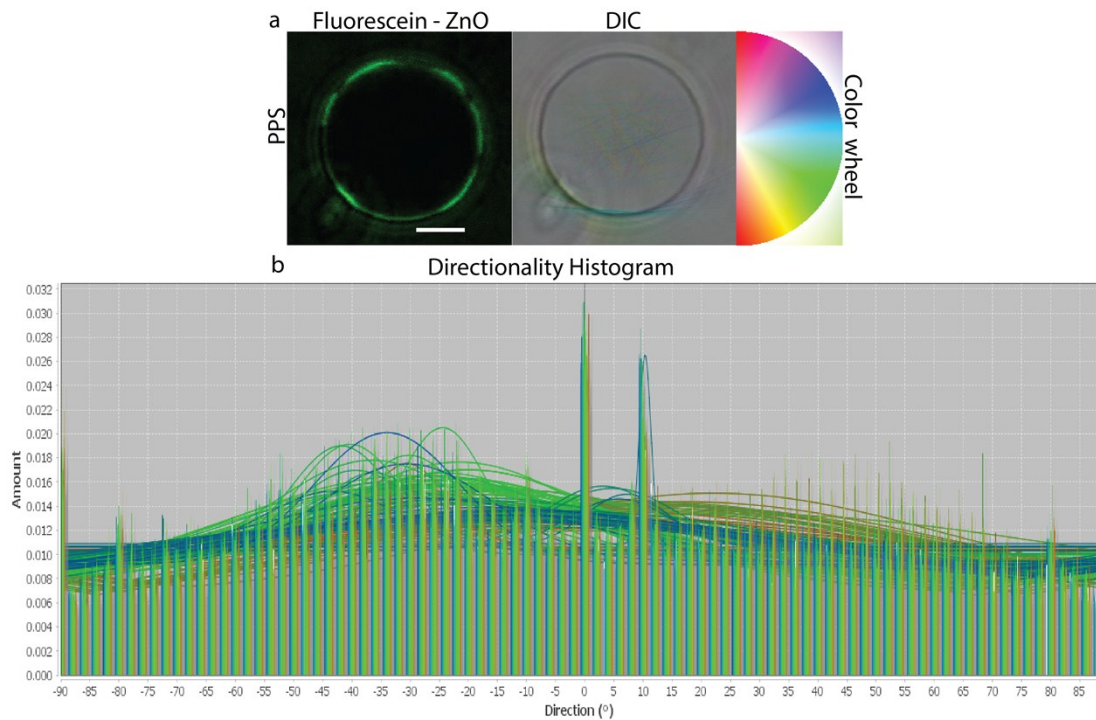 a
Fluorescein - ZnO
DIC
PPS
Color wheel
b
Directionality Histogram
0.032
0.030
0.028
0.026
0.024
0.022
0.020
0.018
0.016
0.014
0.012
0.010
0.008
0.006
0.004
0.002
0.000
Amount
-90 -85 -80 -75 -70 -65 -60 -55 -50 -45 -40 -35 -30 -25 -20 -15 -10 -5 0 5 10 15 20 25 30 35 40 45 50 55 60 65 70 75 80 85
Direction (°)